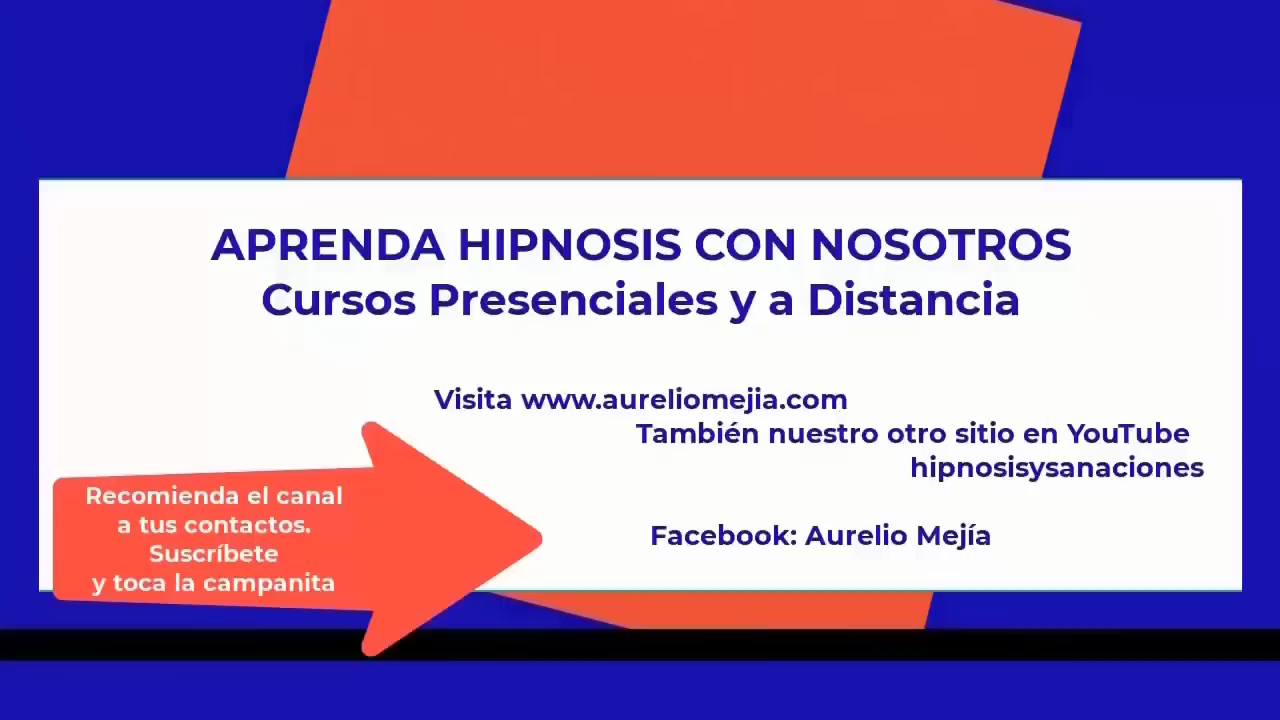 APRENDA HIPNOSIS CON NOSOTROS
Cursos Presenciales y a Distancia
Visita www.aureliomejia.com
También nuestro otro sitio en YouTube
hipnosisysanaciones
Facebook: Aurelio Mejía
Recomienda el canal
a tus contactos.
Suscríbete
y toca la campanita